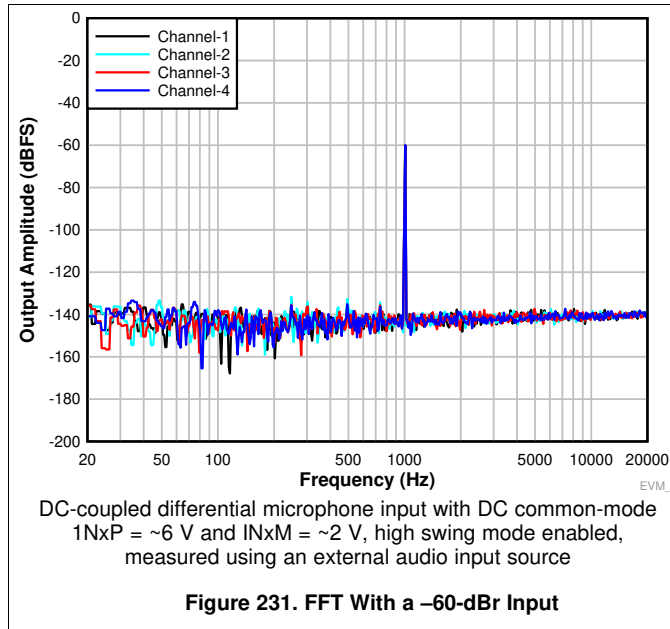 0
-20
-40
-60
-80
-100
-120
-140
-160
-180
-200
Output Amplitude (dBFS)
Channel-1
Channel-2
Channel-3
Channel-4
20 50 100 500 1000 5000 10000 20000
Frequency (Hz)
EVM_
DC-coupled differential microphone input with DC common-mode
1NxP = ~6 V and INxM = ~2 V, high swing mode enabled,
measured using an external audio input source
Figure 231. FFT With a –60-dBr Input